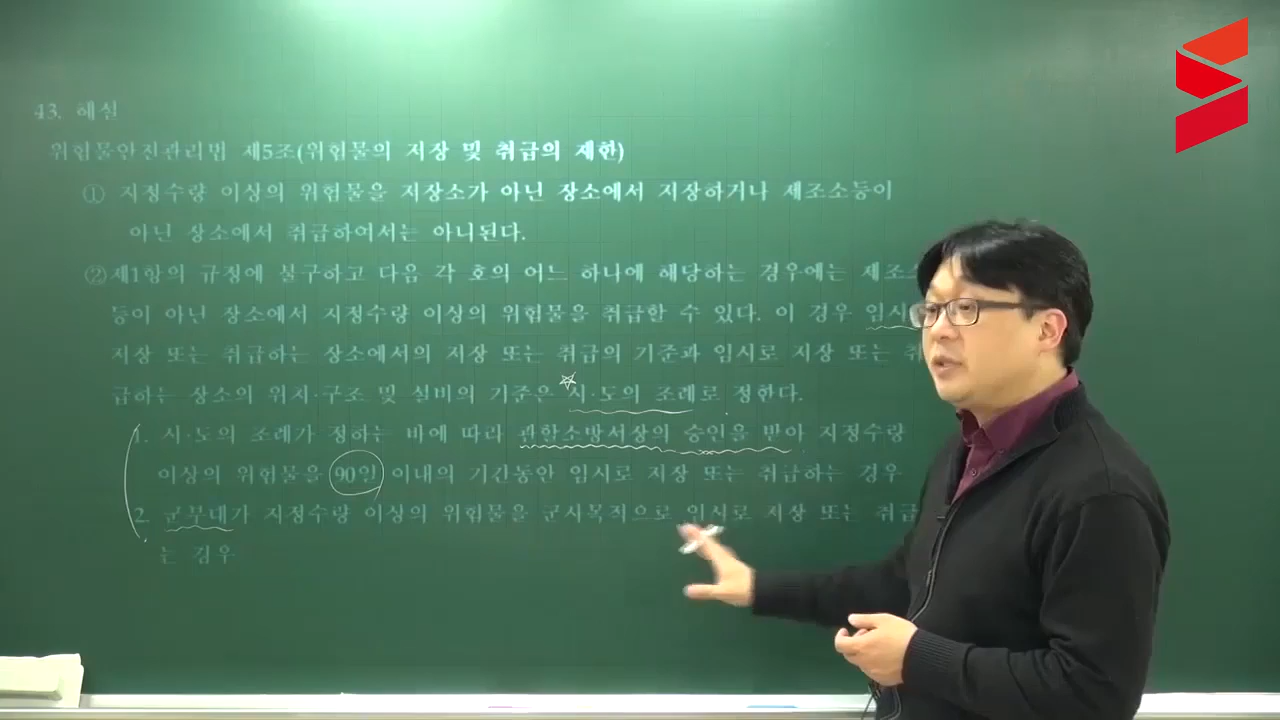 43. 해설
위험물안전관리법 제5조(위험물의 저장 및 취급의 제한)
① 지정수량 이상의 위험물을 저장소가 아닌 장소에서 저장하거나 제조소등이
아닌 장소에서 취급하여서는 아니된다.
②제1항의 규정에 불구하고 다음 각 호의 어느 하나에 해당하는 경우에는 제조소
등이 아닌 장소에서 지정수량 이상의 위험물을 취급할 수 있다. 이 경우 임시
저장 또는 취급하는 장소에서의 저장 또는 취급의 기준과 임시로 저장 또는 취
급하는 장소의 위치·구조 및 설비의 기준은 시·도의 조례로 정한다.
1. 시·도의 조례가 정하는 바에 따라 관할소방서장의 승인을 받아 지정수량
이상의 위험물을 90일 이내의 기간동안 임시로 저장 또는 취급하는 경우
2. 군부대가 지정수량 이상의 위험물을 군사목적으로 임시로 저장 또는 취급
는 경우